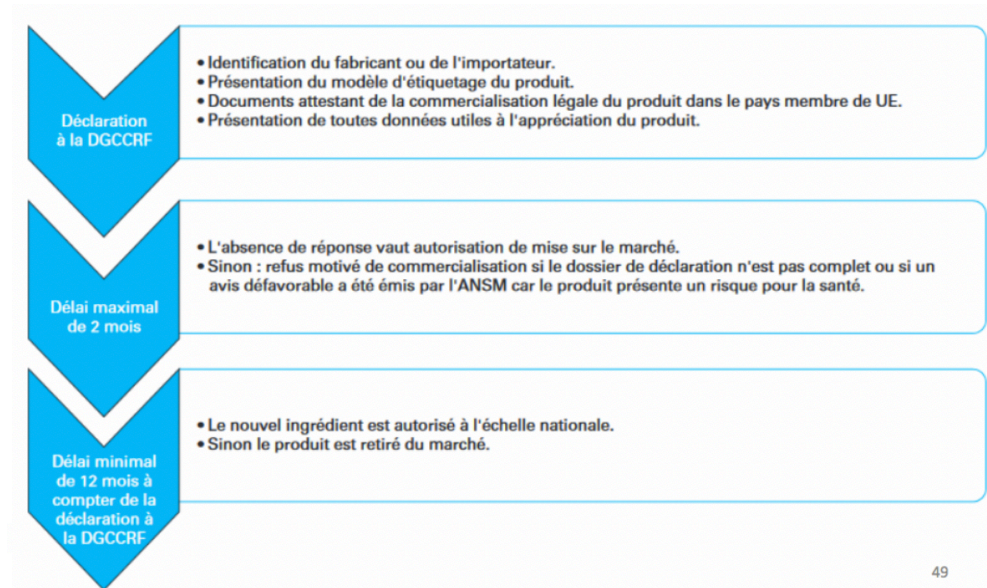 Déclaration
à la DGCCRF
• Identification du fabricant ou de l'importateur.
• Présentation du modèle d'étiquetage du produit.
• Documents attestant de la commercialisation légale du produit dans le pays membre de UE.
• Présentation de toutes données utiles à l'appréciation du produit.
Délai maximal
de 2 mois
• L'absence de réponse vaut autorisation de mise sur le marché.
• Sinon : refus motivé de commercialisation si le dossier de déclaration n'est pas complet ou si un
avis défavorable a été émis par l'ANSM car le produit présente un risque pour la santé.
Délai minimal
de 12 mois à
compter de la
déclaration à
la DGCCRF
• Le nouvel ingrédient est autorisé à l'échelle nationale.
• Sinon le produit est retiré du marché.
49